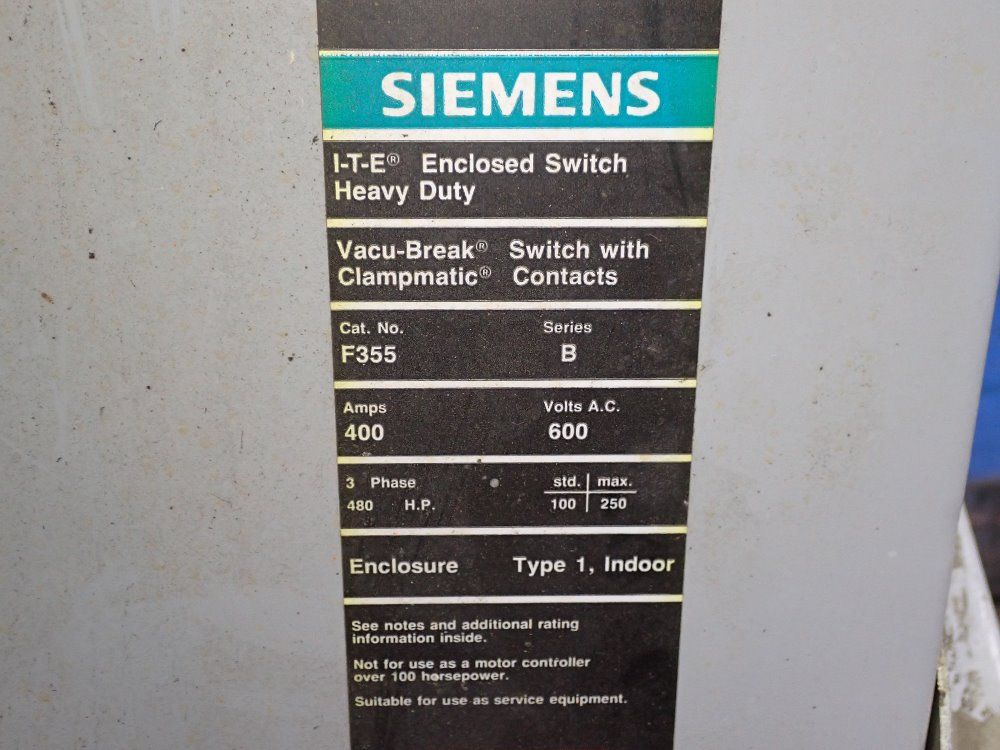 SIEMENS
I-T-E® Enclosed Switch
Heavy Duty
Vacu-Break® Switch with
Clampmatic® Contacts
Cat. No. Series
F355 B
Amps Volts A.C.
400 600
3 Phase std. | max.
480 H.P. 100 | 250
Enclosure Type 1, Indoor
See notes and additional rating
information inside.
Not for use as a motor controller
over 100 horsepower.
Suitable for use as service equipment.